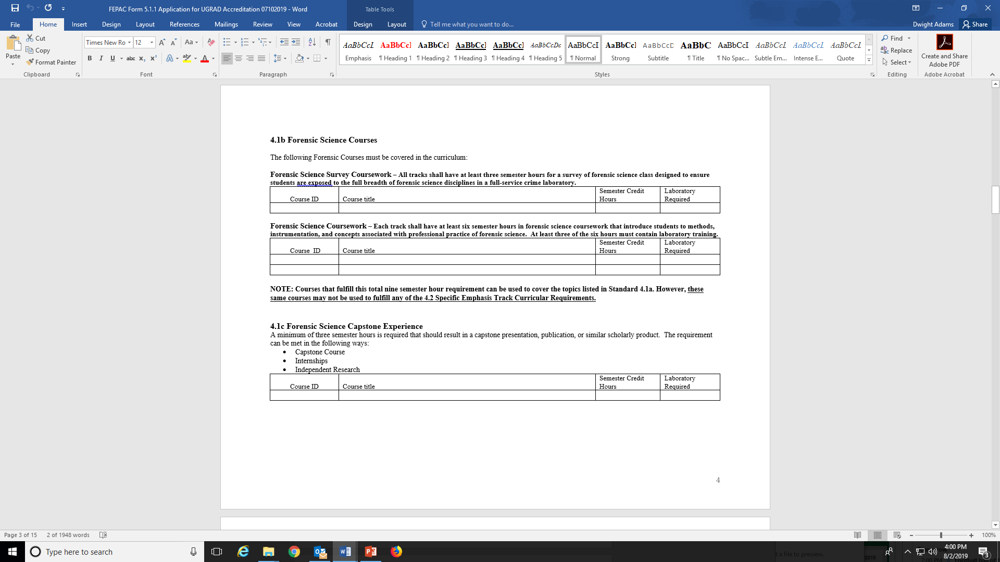 FEPAC Form 5.1.1 Application for UGRAD Accreditation 07102019 - Word
Table Tools
File Home Insert Design Layout References Mailings Review View Acrobat Design Layout Tell me what you want to do... Dwight Adams Share
Paste
Cut
Copy
Format Painter
Clipboard
Times New Ro 12
Font
Paragraph
AaBbCcI AaBbCcI AaBbCcI AaBbCcI AaBbCcI AaBbCcDc AaBbCcI AaBbCcI AaBbCcD AaBbC AaBbCcI AaBbCcI AaBbCcI AaBbCcI
Emphasis ¶ Heading 1 ¶ Heading 2 ¶ Heading 3 ¶ Heading 4 ¶ Heading 5 ¶ Normal Strong Subtitle ¶ Title ¶ No Spac... Subtle Em... Intense E... Quote
Styles
Find
Replace
Select
Editing
Create and Share
Adobe PDF
Adobe Acrobat
4.1b Forensic Science Courses
The following Forensic Courses must be covered in the curriculum:
Forensic Science Survey Coursework – All tracks shall have at least three semester hours for a survey of forensic science class designed to ensure
students are exposed to the full breadth of forensic science disciplines in a full-service crime laboratory.
Course ID Course title Semester Credit Hours Laboratory Required
Forensic Science Coursework – Each track shall have at least six semester hours in forensic science coursework that introduce students to methods,
instrumentation, and concepts associated with professional practice of forensic science. At least three of the six hours must contain laboratory training.
Course ID Course title Semester Credit Hours Laboratory Required
NOTE: Courses that fulfill this total nine semester hour requirement can be used to cover the topics listed in Standard 4.1a. However, these
same courses may not be used to fulfill any of the 4.2 Specific Emphasis Track Curricular Requirements.
4.1c Forensic Science Capstone Experience
A minimum of three semester hours is required that should result in a capstone presentation, publication, or similar scholarly product. The requirement
can be met in the following ways:
• Capstone Course
• Internships
• Independent Research
Course ID Course title Semester Credit Hours Laboratory Required
4
Page 3 of 15 2 of 1948 words 100%
Type here to search
t a file to preview.
4:00 PM
8/2/2019
3